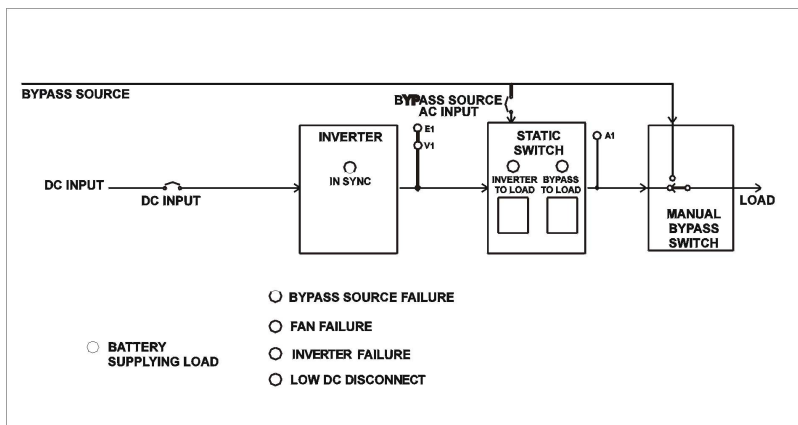 BYPASS SOURCE
BYPASS SOURCE
AC INPUT
INVERTER
IN SYNC
E1
V1
STATIC
SWITCH
INVERTER
TO LOAD
BYPASS
TO LOAD
A1
DC INPUT
DC INPUT
LOAD
MANUAL
BYPASS
SWITCH
BYPASS SOURCE FAILURE
FAN FAILURE
INVERTER FAILURE
LOW DC DISCONNECT
BATTERY
SUPPLYING LOAD